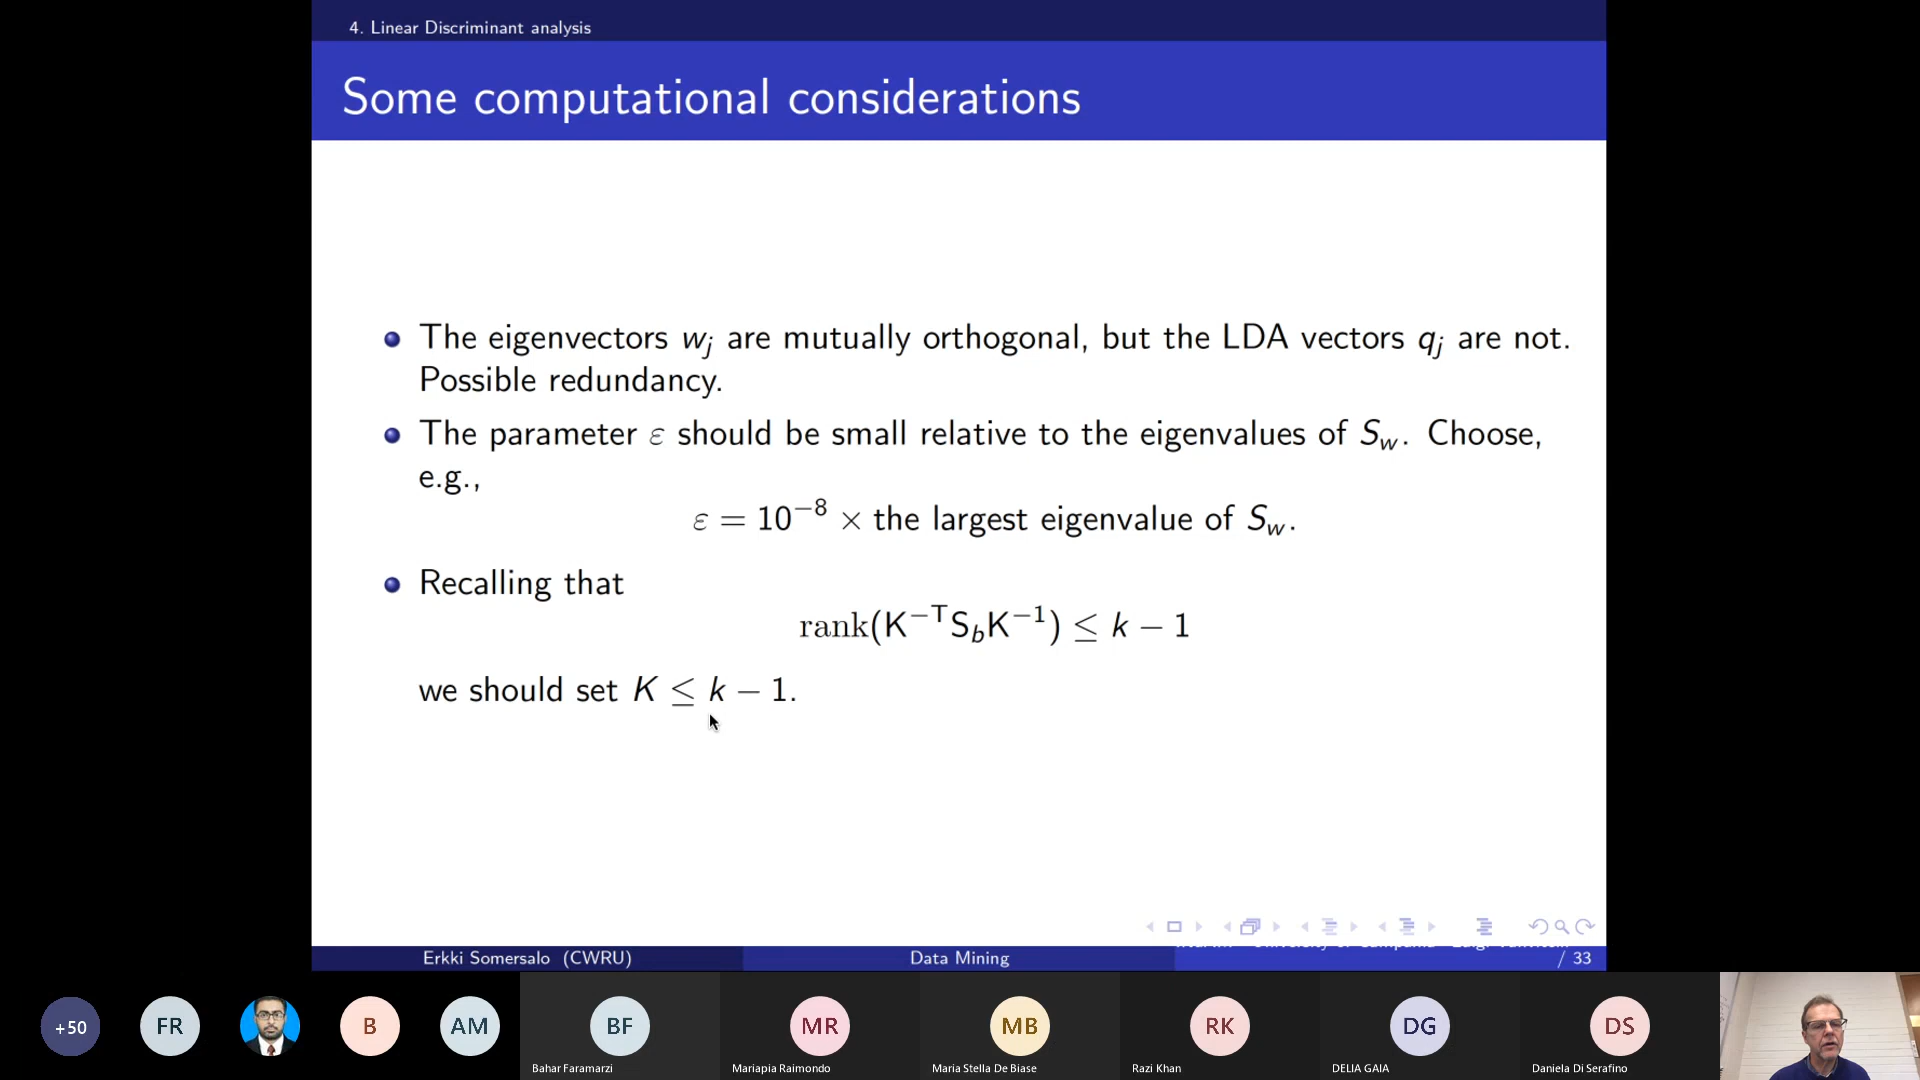 4. Linear Discriminant analysis
Some computational considerations
The eigenvectors w_j are mutually orthogonal, but the LDA vectors q_j are not.
Possible redundancy.
The parameter ε should be small relative to the eigenvalues of S_w. Choose,
e.g.,
ε = 10^{−8} × the largest eigenvalue of S_w.
Recalling that
rank(K^{−T}S_bK^{−1}) ≤ k − 1
we should set K ≤ k − 1.
Erkki Somersalo (CWRU)
Data Mining
/ 33
+50
FR
B
AM
BF
MR
MB
RK
DG
DS
Bahar Faramarzi
Mariapia Raimondo
Maria Stella De Biase
Razi Khan
DELIA GAIA
Daniela Di Serafino